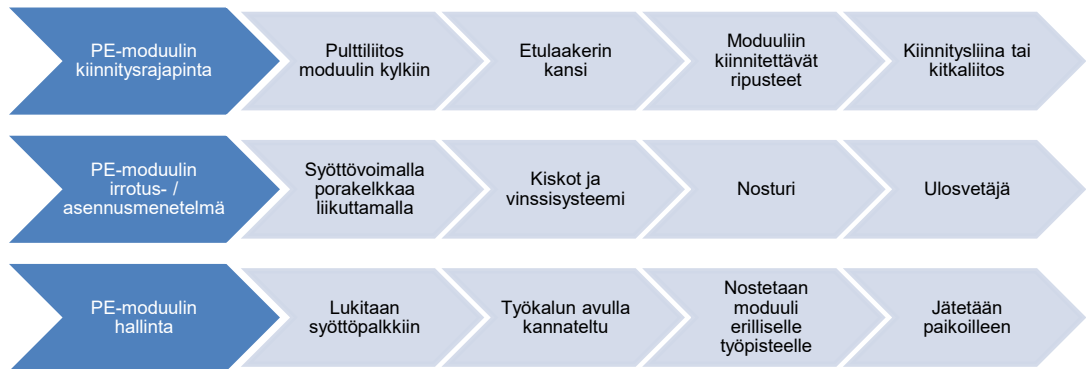 PE-moduulin
kiinnitysrajapinta
Pulttiliitos
moduulin kylkiin
Etulaakerin
kansi
Moduuliin
kiinnitettävät
ripusteet
Kiinnitysliina tai
kitkaliitos
PE-moduulin
irrotus- /
asennusmenetelmä
Syöttövoimalla
porakelkkaa
liikuttamalla
Kiskot ja
vinssisysteemi
Nosturi
Ulosvetäjä
PE-moduulin
hallinta
Lukitaan
syöttöpalkkiin
Työkalun avulla
kannateltu
Nostetaan
moduuli
erilliselle
työpisteelle
Jätetään
paikoilleen